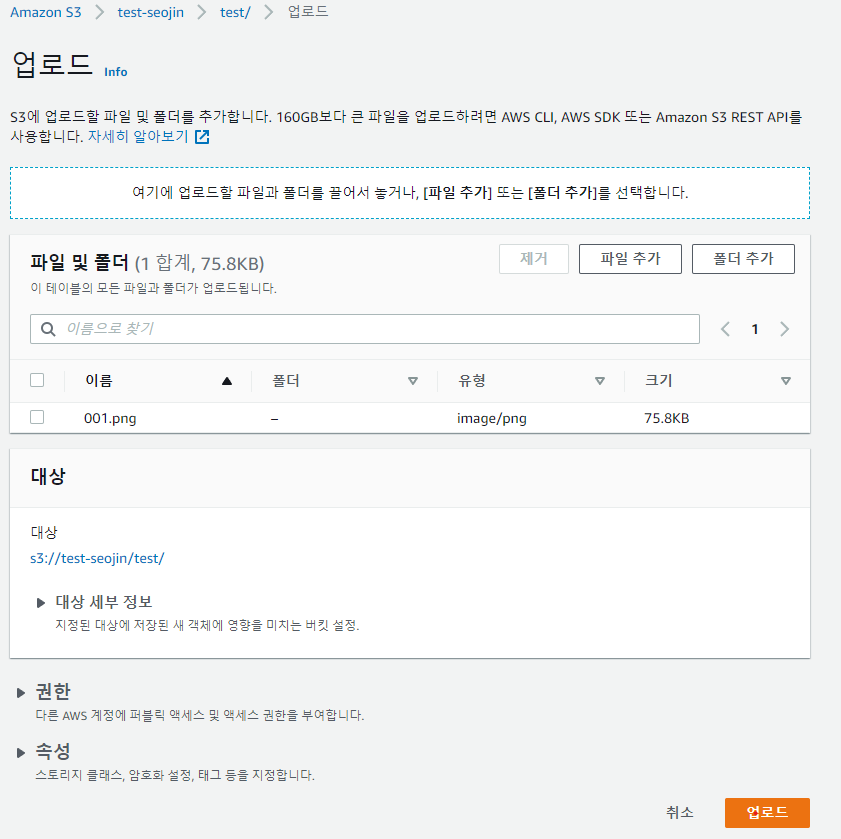 Amazon S3 > test-seojin > test/ > 업로드
업로드 Info
S3에 업로드할 파일 및 폴더를 추가합니다. 160GB보다 큰 파일을 업로드하려면 AWS CLI, AWS SDK 또는 Amazon S3 REST API를
사용합니다. 자세히 알아보기
여기에 업로드할 파일과 폴더를 끌어서 놓거나, [파일 추가] 또는 [폴더 추가]를 선택합니다.
파일 및 폴더 (1 합계, 75.8KB) 제거 파일 추가 폴더 추가
이 테이블의 모든 파일과 폴더가 업로드됩니다.
이름으로 찾기 < 1 >
이름 ▲ 폴더 ▽ 유형 ▽ 크기 ▽
001.png – image/png 75.8KB
대상
대상
s3://test-seojin/test/
▶ 대상 세부 정보
지정된 대상에 저장된 새 객체에 영향을 미치는 버킷 설정.
▶ 권한
다른 AWS 계정에 퍼블릭 액세스 및 액세스 권한을 부여합니다.
▶ 속성
스토리지 클래스, 암호화 설정, 태그 등을 지정합니다.
취소 업로드